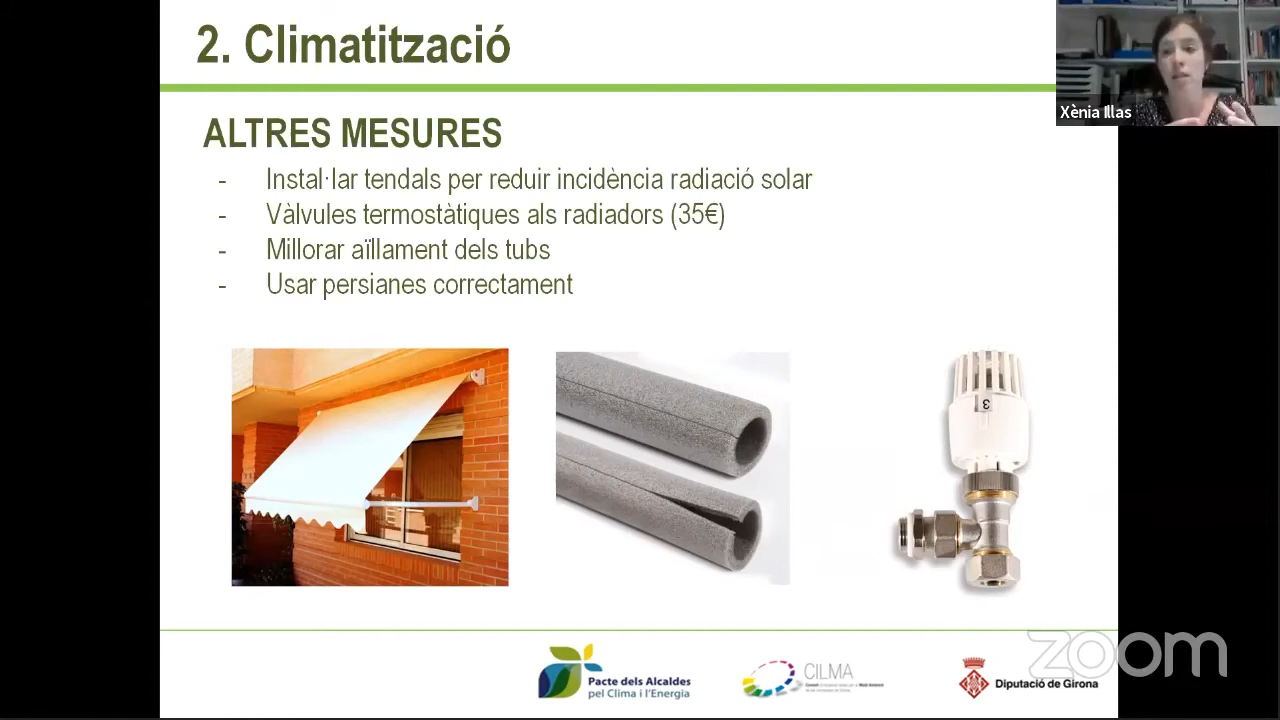 2. Climatització
Xènia Illas
ALTRES MESURES
- Instal·lar tendals per reduir incidència radiació solar
- Vàlvules termostàtiques als radiadors (35€)
- Millorar aïllament dels tubs
- Usar persianes correctament
3
Pacte dels Alcaldes
pel Clima i l'Energia
CILMA
Diputació de Girona
zoom